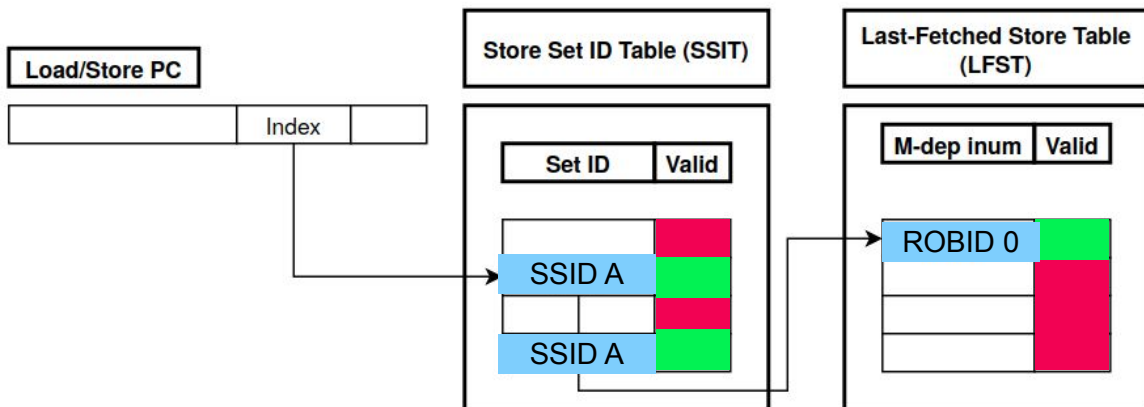 Load/Store PC
Index
Store Set ID Table (SSIT)
Set ID
Valid
SSID A
SSID A
Last-Fetched Store Table
(LFST)
M-dep inum
Valid
ROBID 0